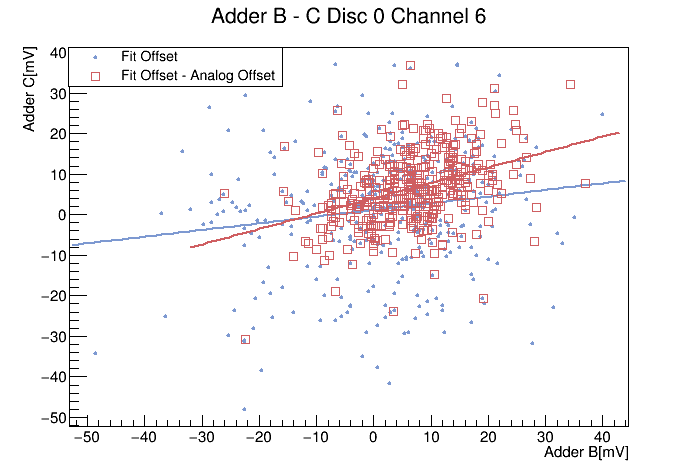 Adder B - C Disc 0 Channel 6
Adder C[mV]
Fit Offset
Fit Offset - Analog Offset
40
30
20
10
0
−10
−20
−30
−40
−50
−50 −40 −30 −20 −10 0 10 20 30 40
Adder B[mV]